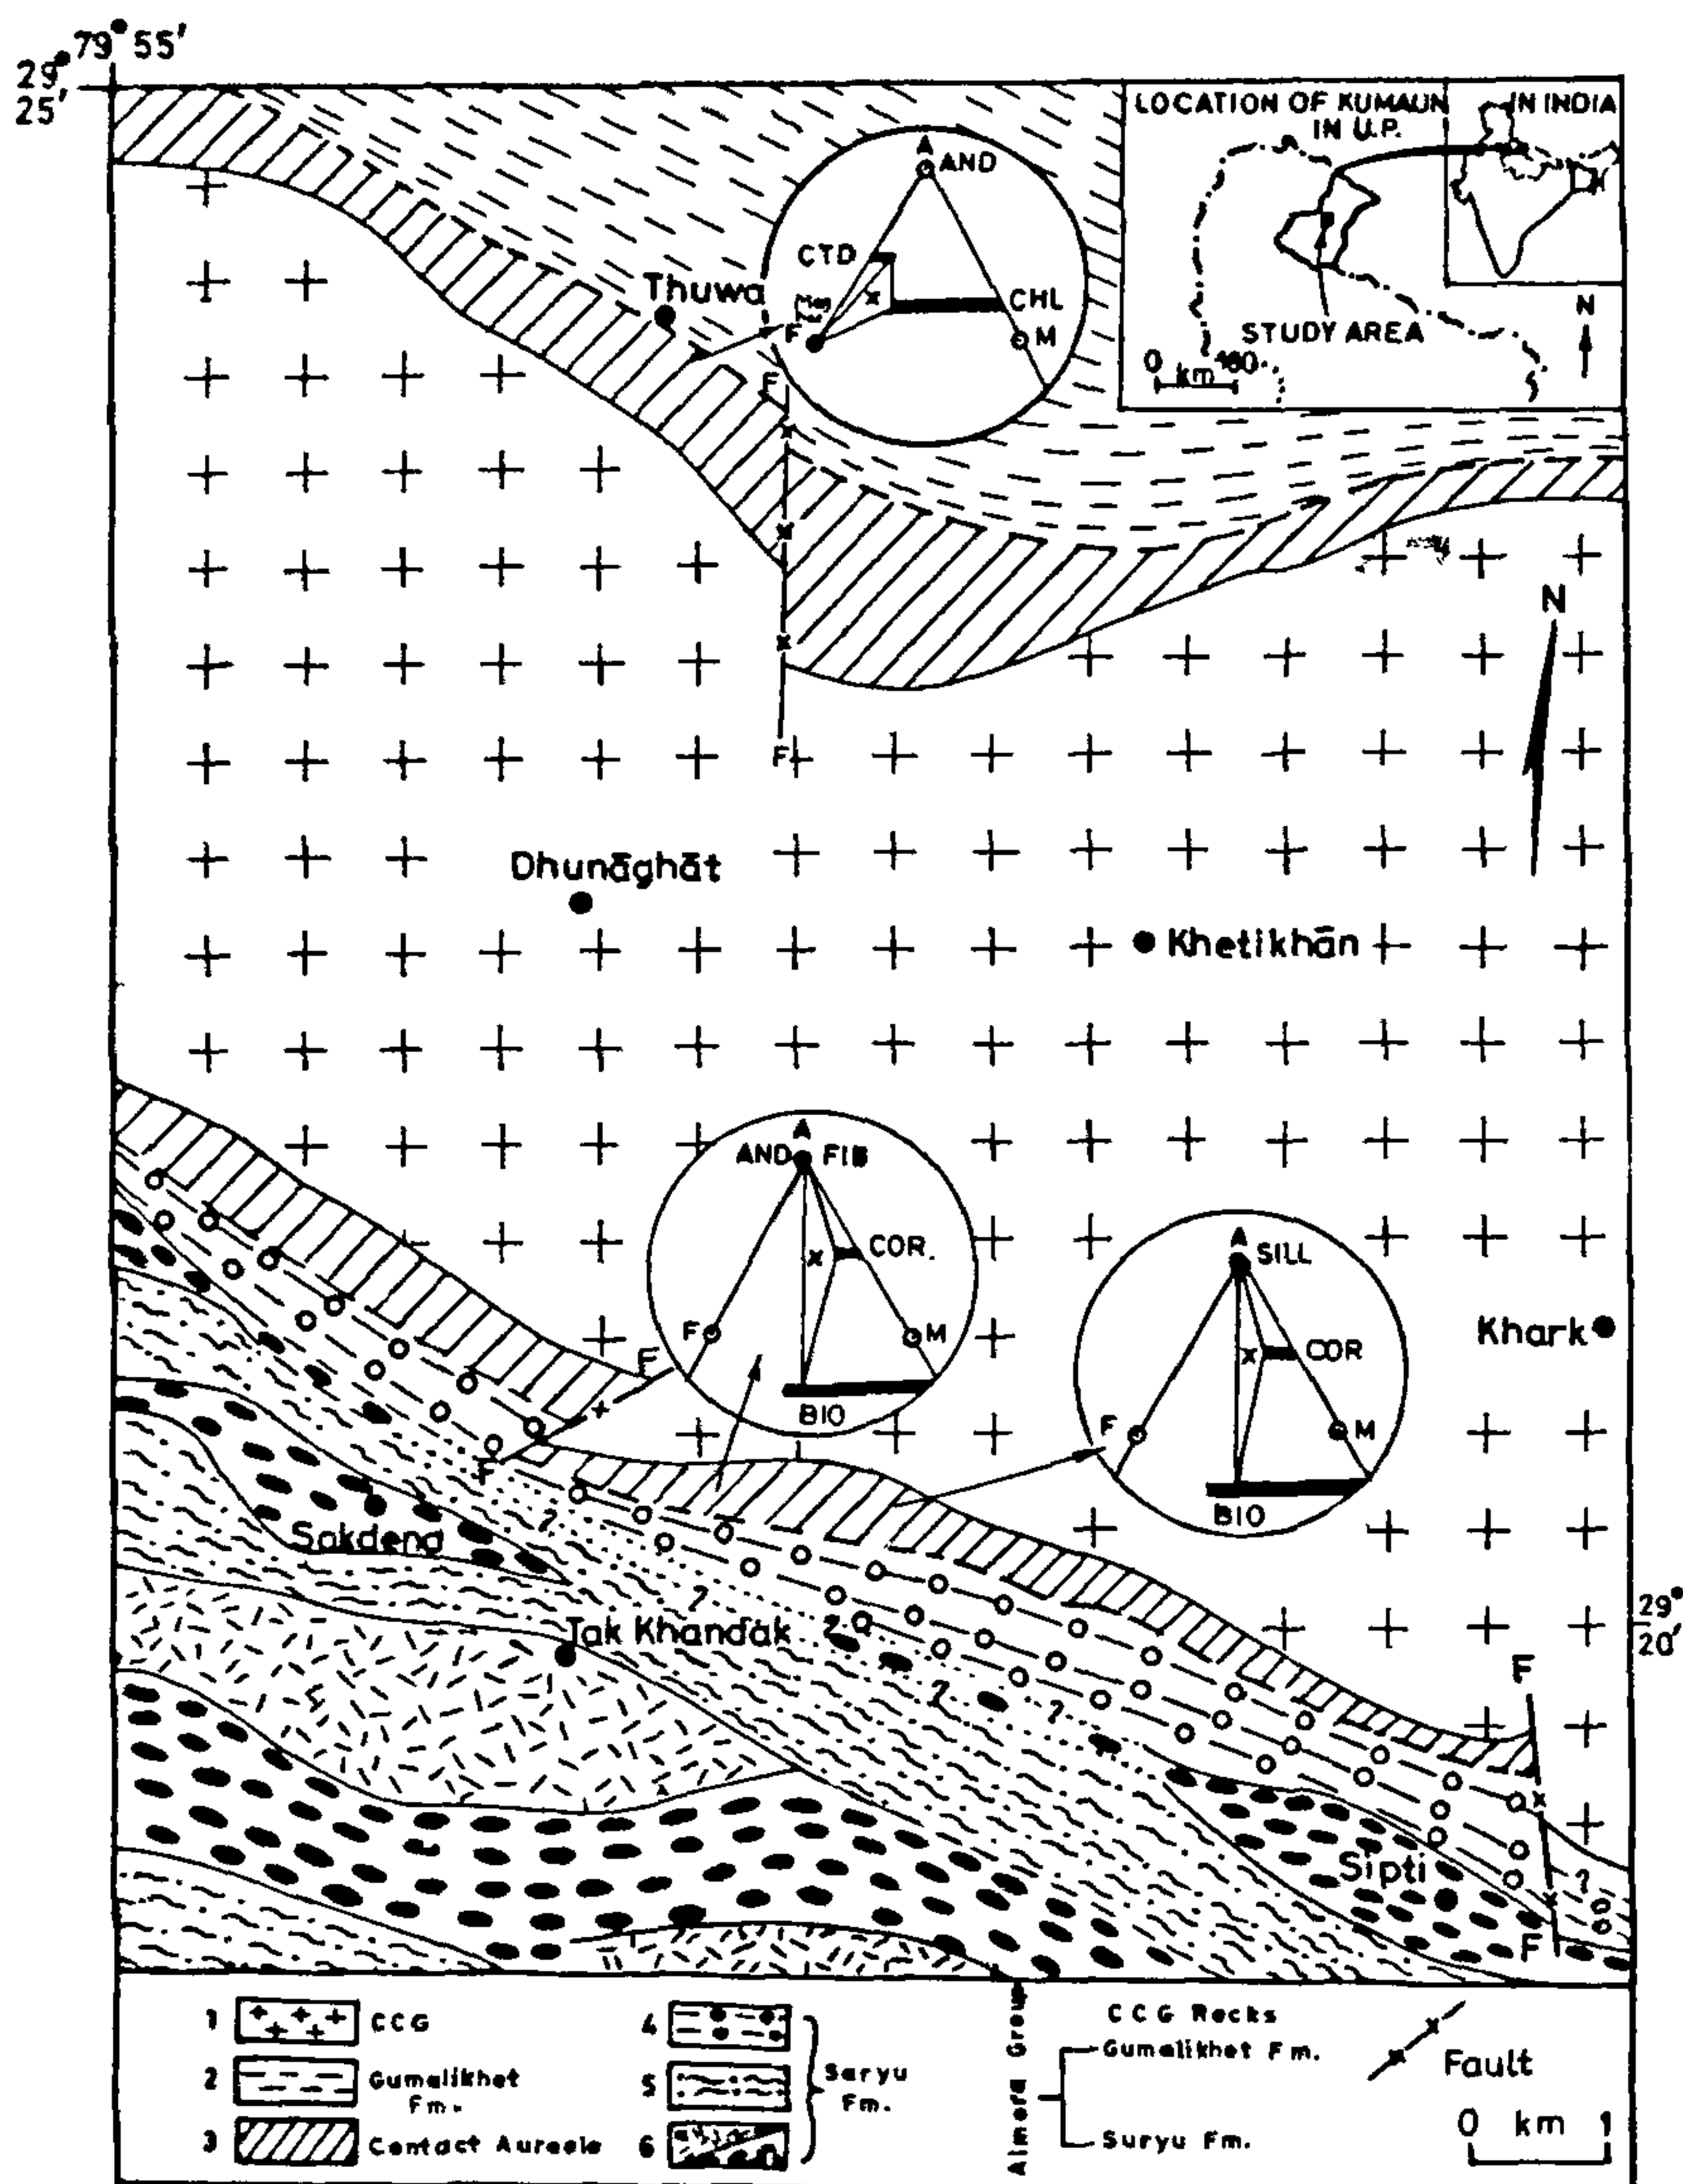 79° 55'
29°
25'
LOCATION OF KUMAUN
IN U.P.
IN INDIA
STUDY AREA
0 160
km
N
A
AND
CTD
CHL
F
M
Thuwa
F
F
N
Dhunāghāt
Khetikhān
A
AND FIB
COR.
F
M
BIO
A
SILL
COR
F
M
BIO
Khark
F
F
Sakdena
Tak Khandāk
? ? ? ? ?
29°
20'
F
Sipti
?
F
1 CCG
2 Gumalikhet
Fm.
3 Contact Aureole
4
5
6
Saryu
Fm.
Almora Group
CCG Rocks
Gumalikhet Fm.
Suryu Fm.
Fault
0 km 1